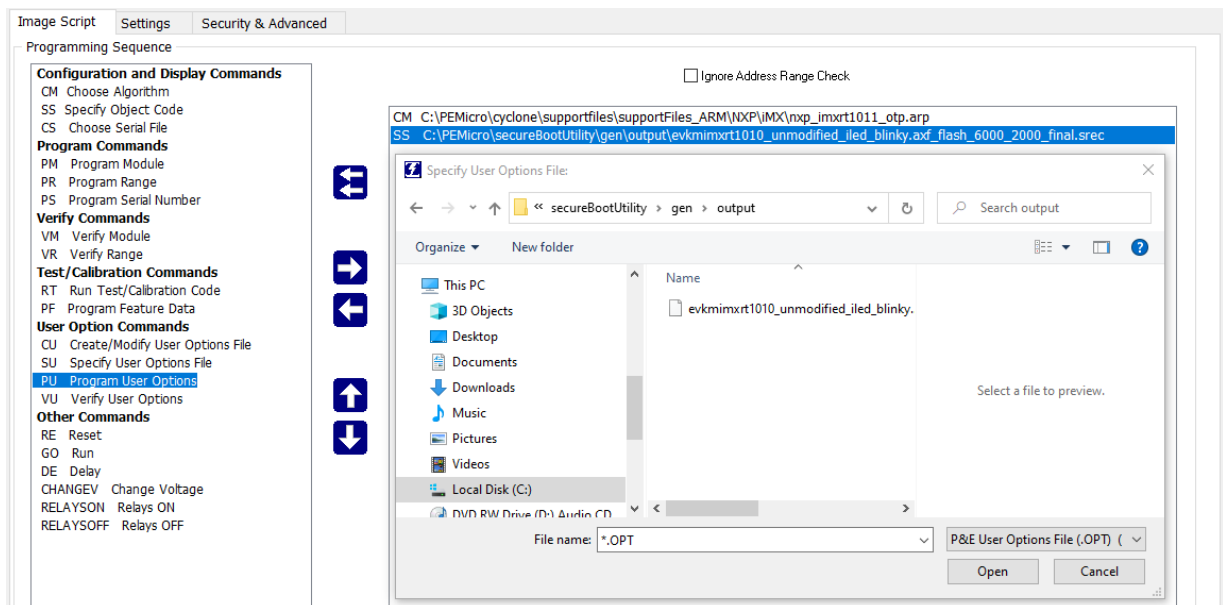 Image Script Settings Security & Advanced
Programming Sequence
Configuration and Display Commands
CM Choose Algorithm
SS Specify Object Code
CS Choose Serial File
Program Commands
PM Program Module
PR Program Range
PS Program Serial Number
Verify Commands
VM Verify Module
VR Verify Range
Test/Calibration Commands
RT Run Test/Calibration Code
PF Program Feature Data
User Option Commands
CU Create/Modify User Options File
SU Specify User Options File
PU Program User Options
VU Verify User Options
Other Commands
RE Reset
GO Run
DE Delay
CHANGEV Change Voltage
RELAYSON Relays ON
RELAYSOFF Relays OFF
Ignore Address Range Check
CM C:\PEMicro\cyclone\supportfiles\supportFiles_ARM\NXP\iMX\nxp_imxrt1011_otp.arp
SS C:\PEMicro\secureBootUtility\gen\output\evkmimxrt1010_unmodified_iled_blinky.axf_flash_6000_2000_final.srec
Specify User Options File:
« secureBootUtility > gen > output
Search output
Organize New folder
This PC
3D Objects
Desktop
Documents
Downloads
Music
Pictures
Videos
Local Disk (C:)
DVD RW Drive (D:) Audio CD
Name
evkmimxrt1010_unmodified_iled_blinky.
Select a file to preview.
File name: *.OPT
P&E User Options File (.OPT) (
Open Cancel